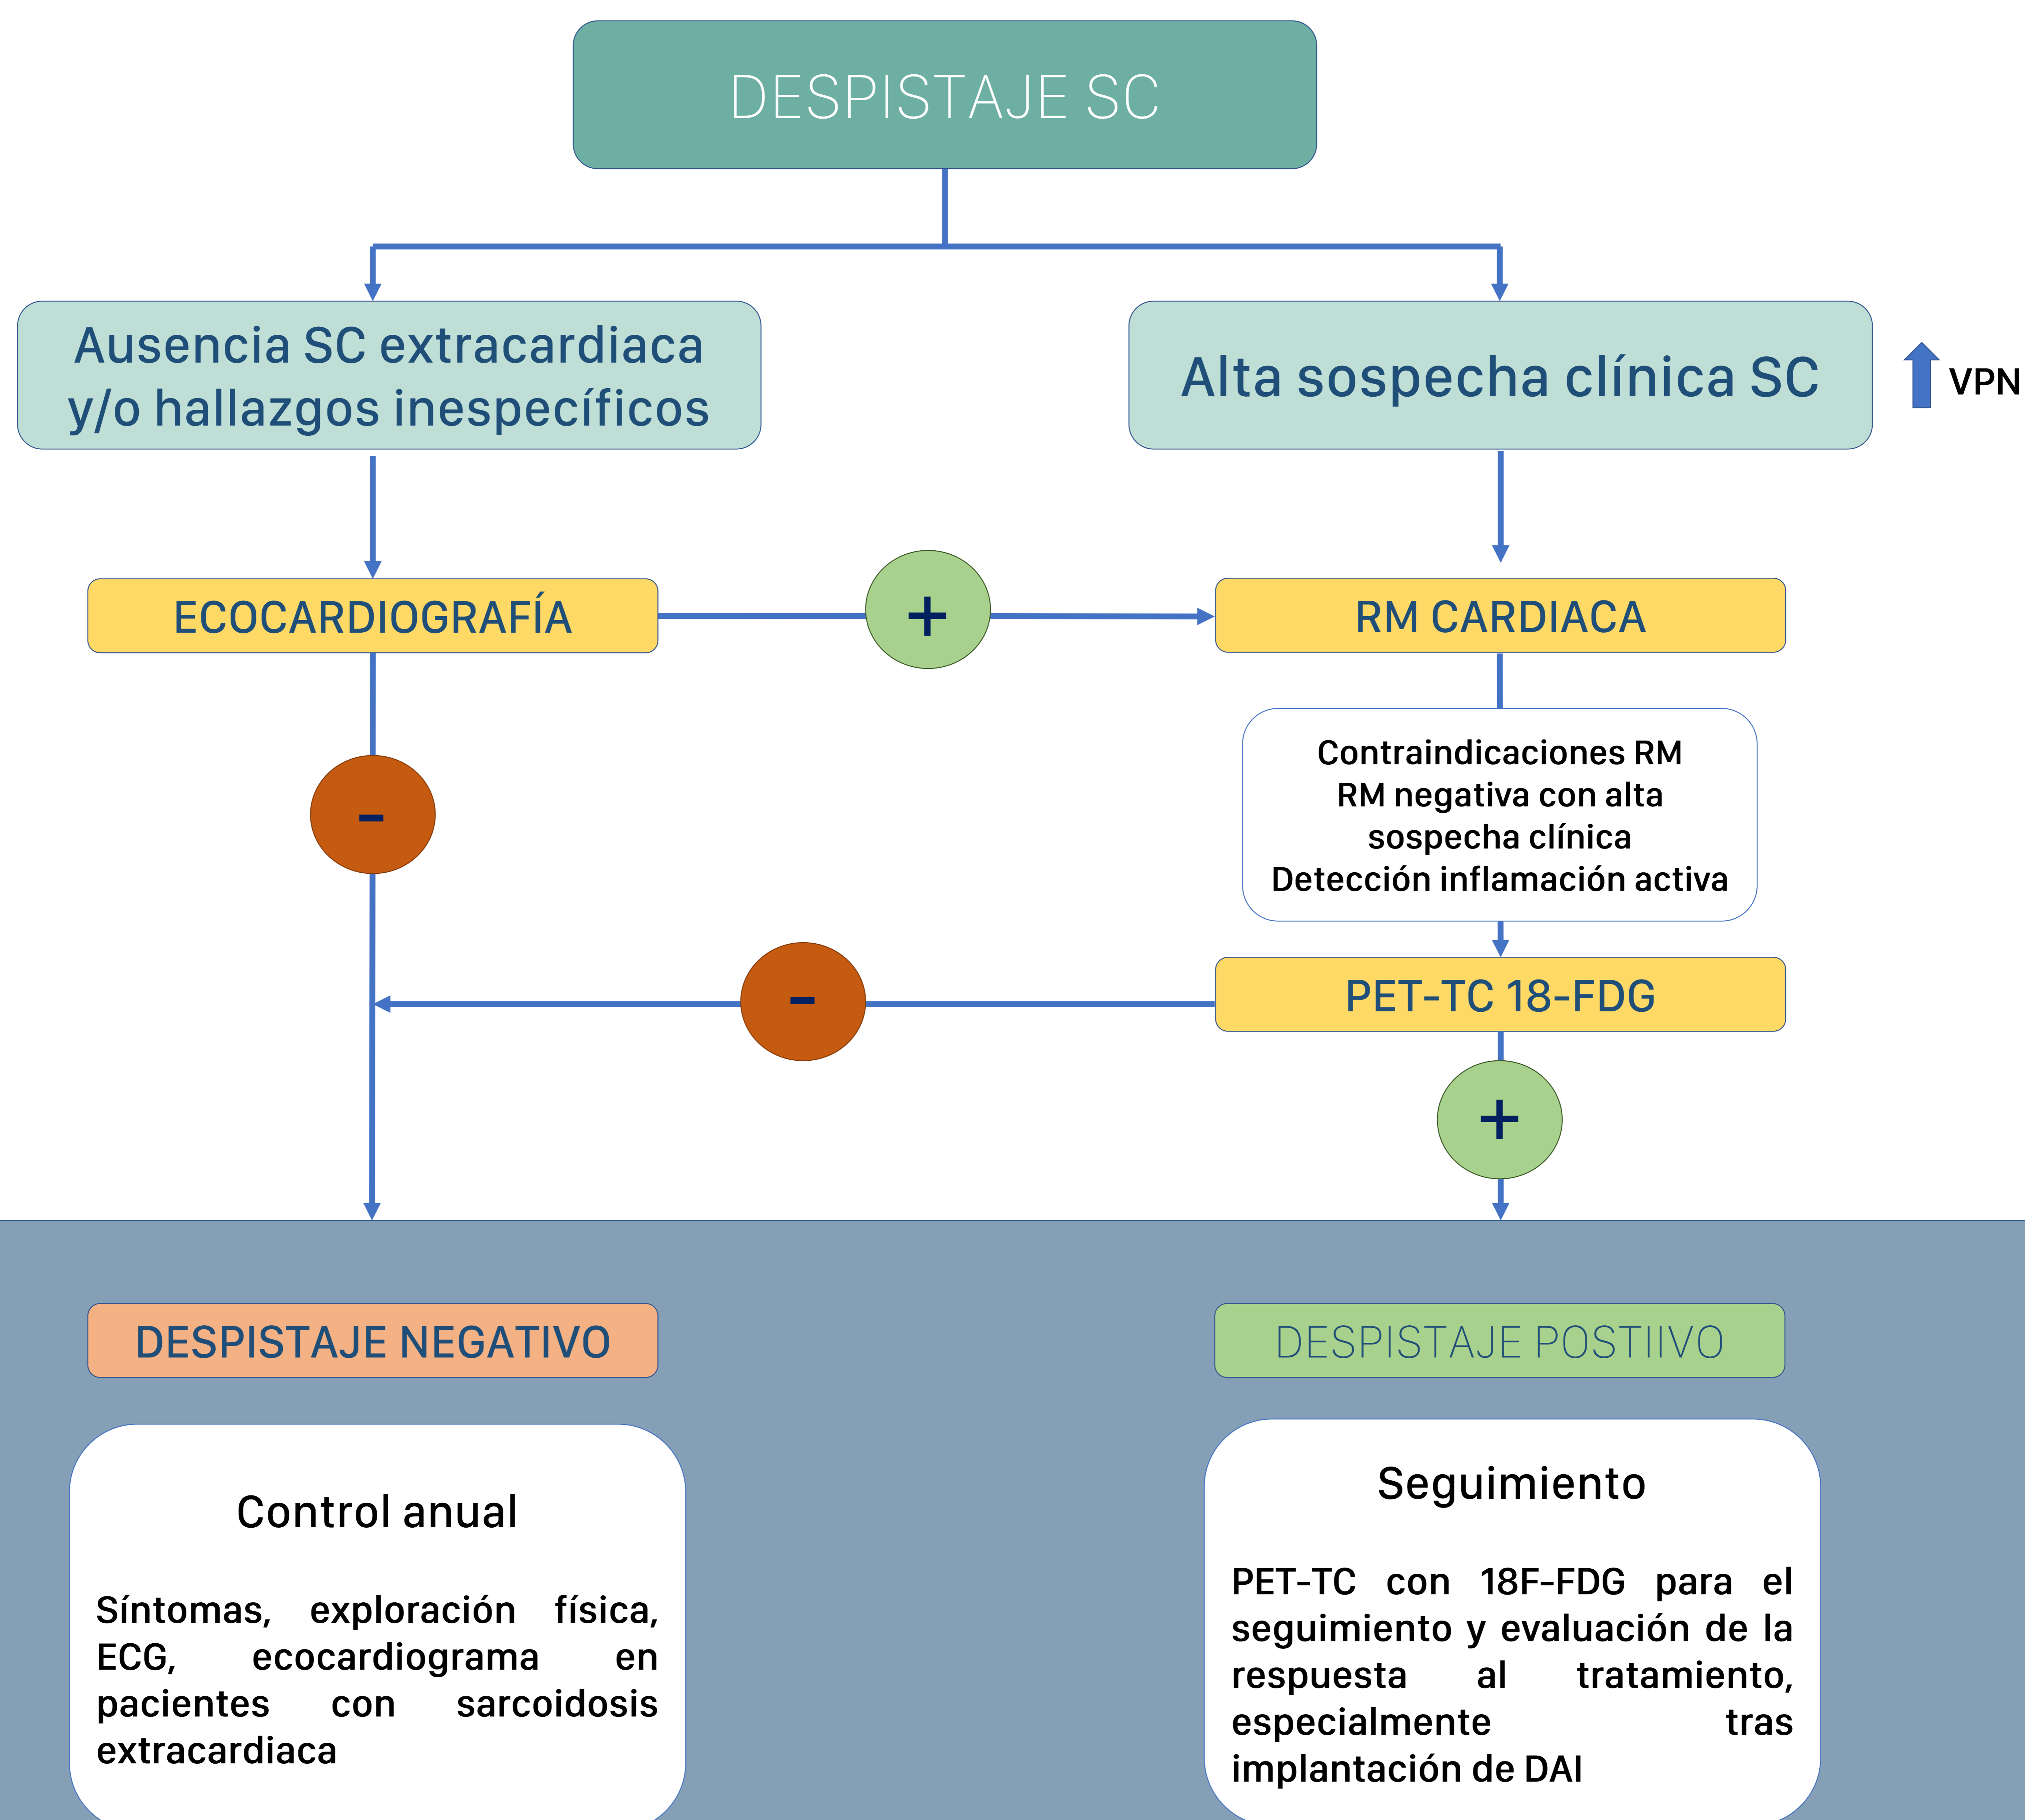 DESPISTAJE SC
Ausencia SC extracardiaca
y/o hallazgos inespecíficos
Alta sospecha clínica SC
VPN
ECOCARDIOGRAFÍA
+
RM CARDIACA
Contraindicaciones RM
RM negativa con alta
sospecha clínica
Detección inflamación activa
-
-
PET-TC 18-FDG
+
DESPISTAJE NEGATIVO
DESPISTAJE POSTIIVO
Control anual
Síntomas, exploración física,
ECG, ecocardiograma en
pacientes con sarcoidosis
extracardiaca
Seguimiento
PET-TC con 18F-FDG para el
seguimiento y evaluación de la
respuesta al tratamiento,
especialmente tras
implantación de DAI